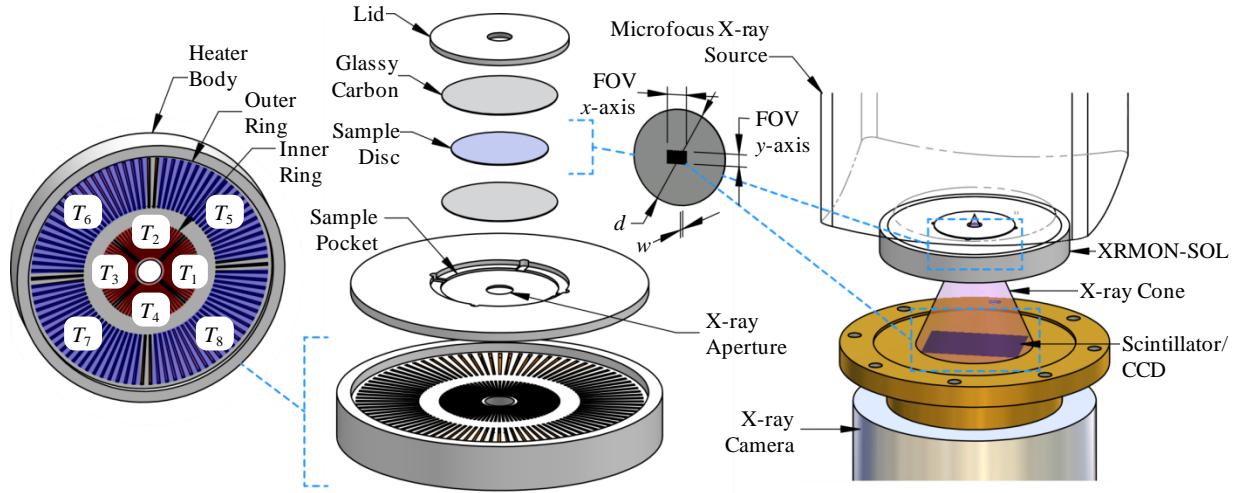 Heater
Body
Outer
Ring
Inner
Ring
T6
T5
T2
T3
T1
T4
T7
T8
Lid
Glassy
Carbon
Sample
Disc
Sample
Pocket
X-ray
Aperture
Microfocus X-ray
Source
FOV
x-axis
FOV
y-axis
d
w
XRMON-SOL
X-ray Cone
Scintillator/
CCD
X-ray
Camera